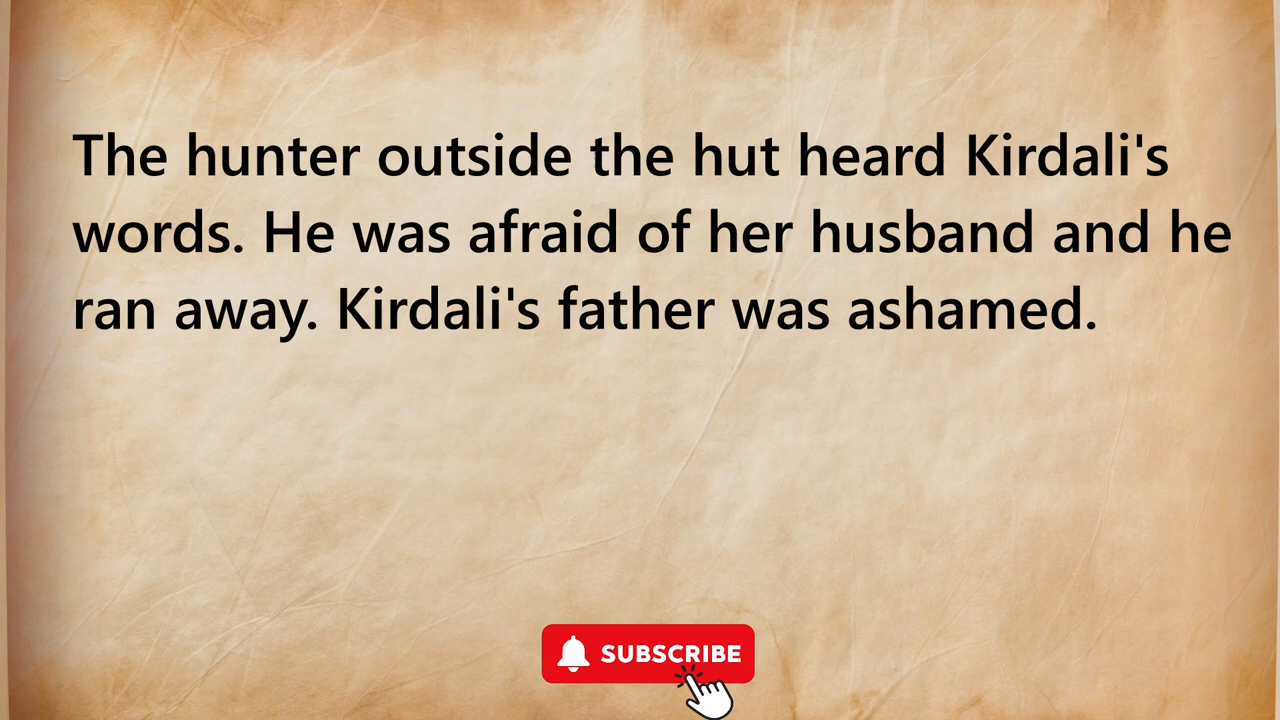 The hunter outside the hut heard Kirdali's
words. He was afraid of her husband and he
ran away. Kirdali's father was ashamed.
SUBSCRIBE